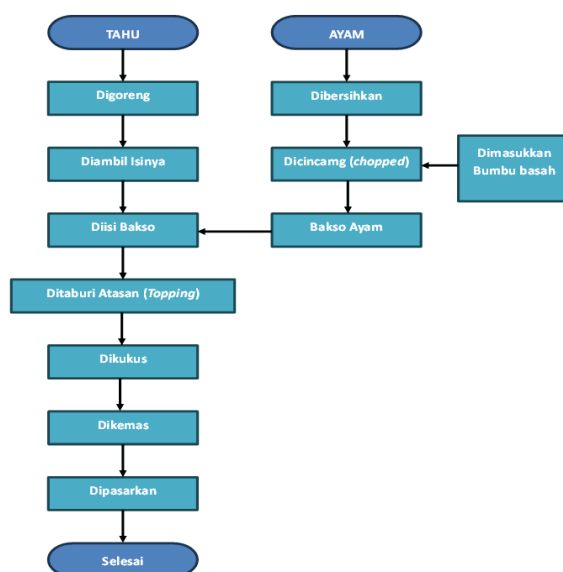 TAHU
AYAM
Digoreng
Dibersihkan
Diambil Isinya
Dicincamg (chopped)
Dimasukkan
Bumbu basah
Diisi Bakso
Bakso Ayam
Ditaburi Atasan (Topping)
Dikukus
Dikemas
Dipasarkan
Selesai